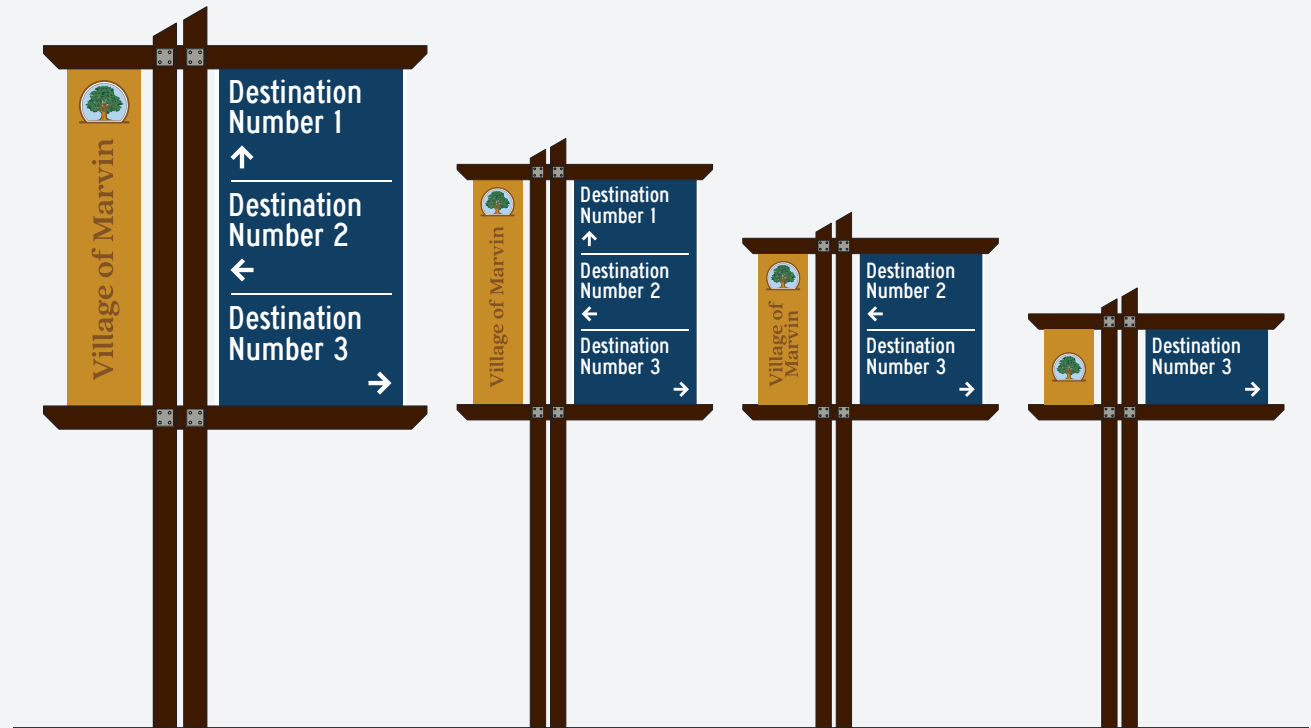 Village of Marvin
Destination
Number 1
↑
Destination
Number 2
←
Destination
Number 3
→
Village of Marvin
Destination
Number 1
↑
Destination
Number 2
←
Destination
Number 3
→
Village of
Marvin
Destination
Number 2
←
Destination
Number 3
→
Destination
Number 3
→